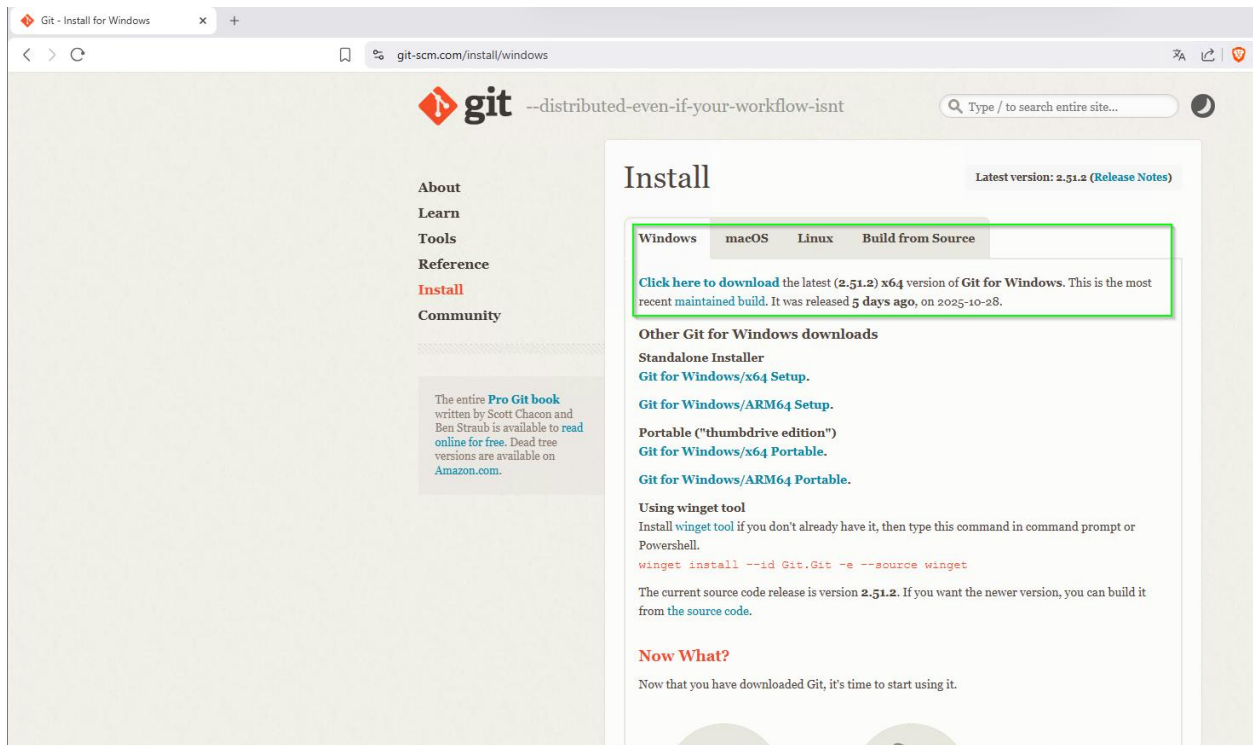 Git - Install for Windows
git-scm.com/install/windows
git --distributed-even-if-your-workflow-isnt
Type / to search entire site...
About
Learn
Tools
Reference
Install
Community
The entire Pro Git book
written by Scott Chacon and
Ben Straub is available to read
online for free. Dead tree
versions are available on
Amazon.com.
Install
Latest version: 2.51.2 (Release Notes)
Windows macOS Linux Build from Source
Click here to download the latest (2.51.2) x64 version of Git for Windows. This is the most
recent maintained build. It was released 5 days ago, on 2025-10-28.
Other Git for Windows downloads
Standalone Installer
Git for Windows/x64 Setup.
Git for Windows/ARM64 Setup.
Portable ("thumbdrive edition")
Git for Windows/x64 Portable.
Git for Windows/ARM64 Portable.
Using winget tool
Install winget tool if you don't already have it, then type this command in command prompt or
Powershell.
winget install --id Git.Git -e --source winget
The current source code release is version 2.51.2. If you want the newer version, you can build it
from the source code.
Now What?
Now that you have downloaded Git, it's time to start using it.